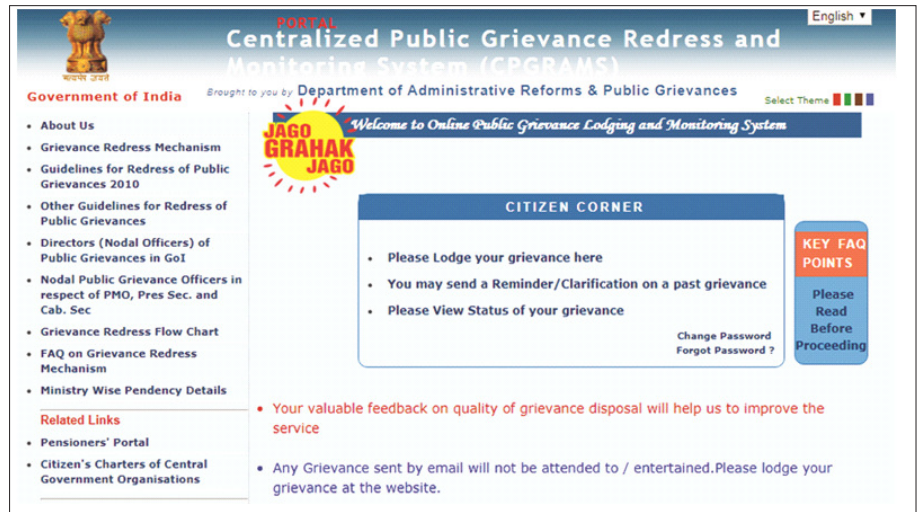 English
PORTAL
Centralized Public Grievance Redress and
Monitoring System (CPGRAMS)
सत्यमेव जयते
Government of India
Brought to you by Department of Administrative Reforms & Public Grievances
Select Theme
JAGO
GRAHAK
JAGO
Welcome to Online Public Grievance Lodging and Monitoring System
• About Us
• Grievance Redress Mechanism
• Guidelines for Redress of Public
Grievances 2010
• Other Guidelines for Redress of
Public Grievances
• Directors (Nodal Officers) of
Public Grievances in GoI
• Nodal Public Grievance Officers in
respect of PMO, Pres Sec. and
Cab. Sec
• Grievance Redress Flow Chart
• FAQ on Grievance Redress
Mechanism
• Ministry Wise Pendency Details
Related Links
• Pensioners' Portal
• Citizen's Charters of Central
Government Organisations
CITIZEN CORNER
• Please Lodge your grievance here
• You may send a Reminder/Clarification on a past grievance
• Please View Status of your grievance
Change Password
Forgot Password ?
KEY FAQ
POINTS
Please
Read
Before
Proceeding
• Your valuable feedback on quality of grievance disposal will help us to improve the
service
• Any Grievance sent by email will not be attended to / entertained.Please lodge your
grievance at the website.